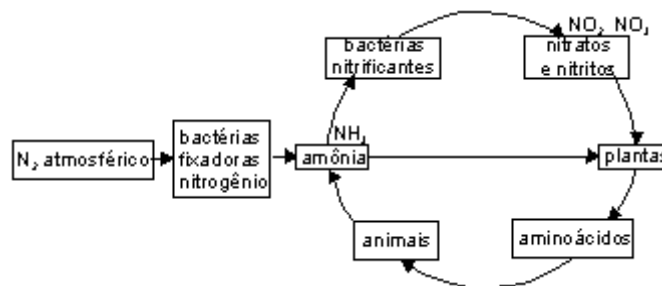 NO₂ NO₃
bactérias
nitrificantes
nitratos
e nitritos
bactérias
fixadoras
nitrogênio
N₂ atmosférico
NH₃
amônia
plantas
animais
aminoácidos